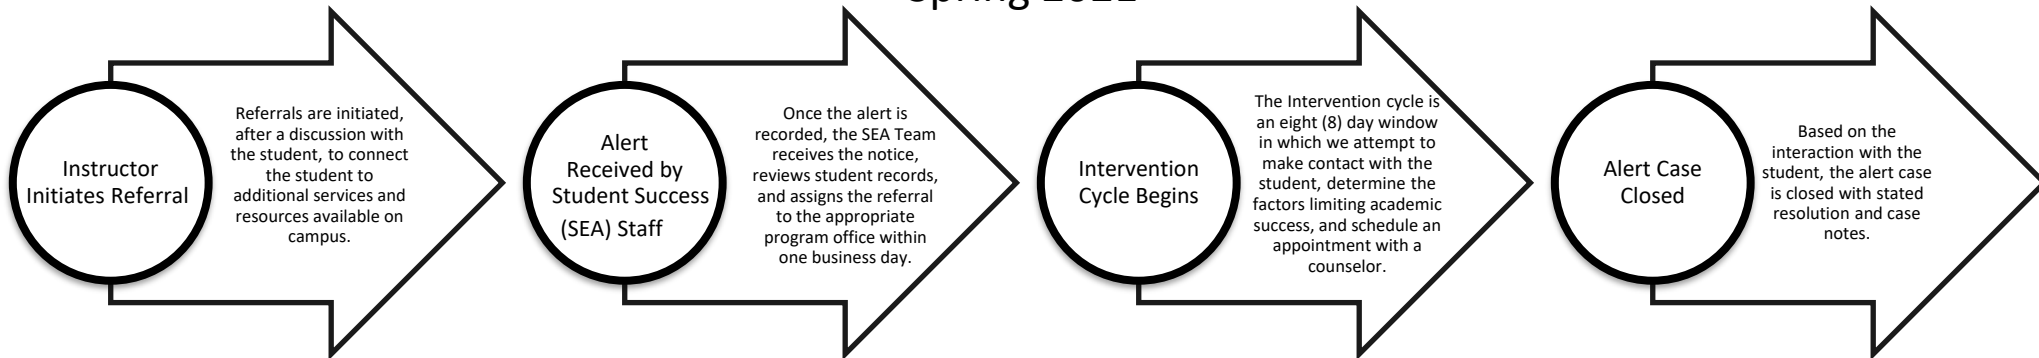 Spring
Instructor
Initiates Referral
Referrals are initiated,
after a discussion with
the student, to connect
the student to
additional services and
resources available on
campus.
Alert
Received by
Student Success
(SEA) Staff
Once the alert is
recorded, the SEA Team
receives the notice,
reviews student records,
and assigns the referral
to the appropriate
program office within
one business day.
Intervention
Cycle Begins
The Intervention cycle is
an eight (8) day window
in which we attempt to
make contact with the
student, determine the
factors limiting academic
success, and schedule an
appointment with a
counselor.
Alert Case
Closed
Based on the
interaction with the
student, the alert case
is closed with stated
resolution and case
notes.